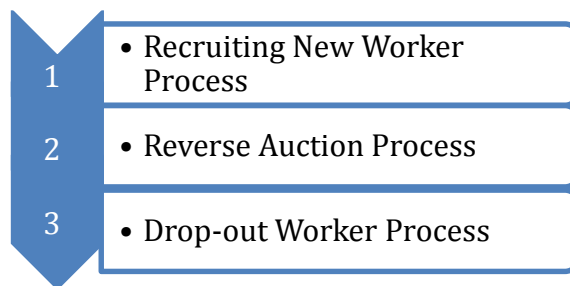 1
• Recruiting New Worker
Process
2
• Reverse Auction Process
3
• Drop-out Worker Process